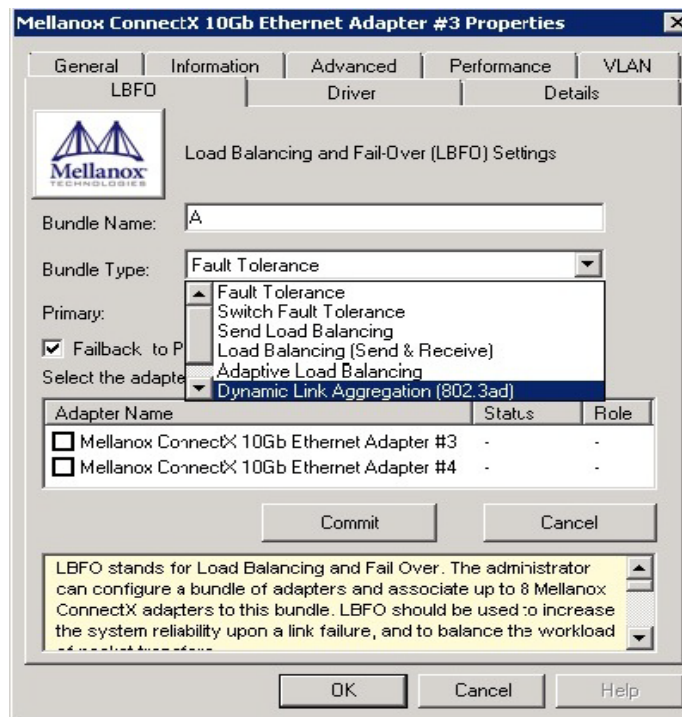 Mellanox ConnectX 10Gb Ethernet Adapter #3 Properties
General Information Advanced Performance VLAN
LBFO Driver Details
Mellanox
TECHNOLOGIES
Load Balancing and Fail-Over (LBFO) Settings
Bundle Name: A
Bundle Type: Fault Tolerance
Fault Tolerance
Switch Fault Tolerance
Primary:
Send Load Balancing
Load Balancing (Send & Receive)
Failback to P
Adaptive Load Balancing
Select the adapte
Dynamic Link Aggregation (802.3ad)
Adapter Name Status Role
Mellanox ConnectX 10Gb Ethernet Adapter #3 - -
Mellanox ConnectX 10Gb Ethernet Adapter #4 - -
Commit Cancel
LBFO stands for Load Balancing and Fail Over. The administrator
can configure a bundle of adapters and associate up to 8 Mellanox
ConnectX adapters to this bundle. LBFO should be used to increase
the system reliability upon a link failure, and to balance the workload
OK Cancel Help